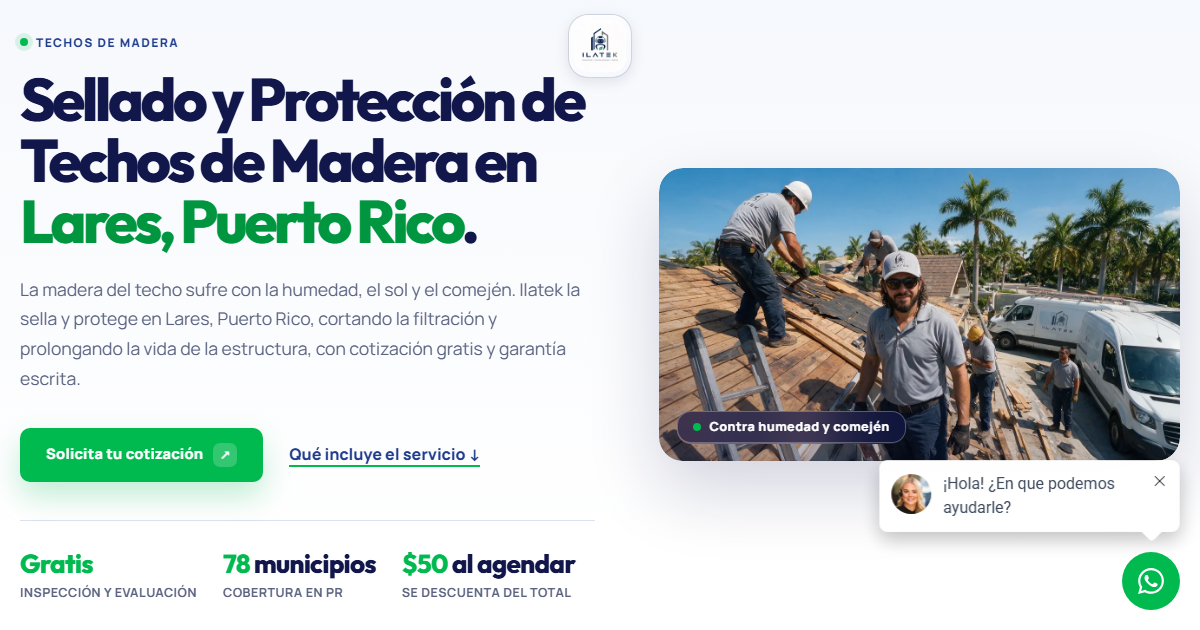 TECHOS DE MADERA
ILATEK
Sellado y Protección de
Techos de Madera en
Lares, Puerto Rico.
La madera del techo sufre con la humedad, el sol y el comején. Ilatek la
sella y protege en Lares, Puerto Rico, cortando la filtración y
prolongando la vida de la estructura, con cotización gratis y garantía
escrita.
Solicita tu cotización ↗
Qué incluye el servicio ↓
Gratis
INSPECCIÓN Y EVALUACIÓN
78 municipios
COBERTURA EN PR
$50 al agendar
SE DESCUENTA DEL TOTAL
ILATEK
Contra humedad y comején
¡Hola! ¿En que podemos
ayudarle?